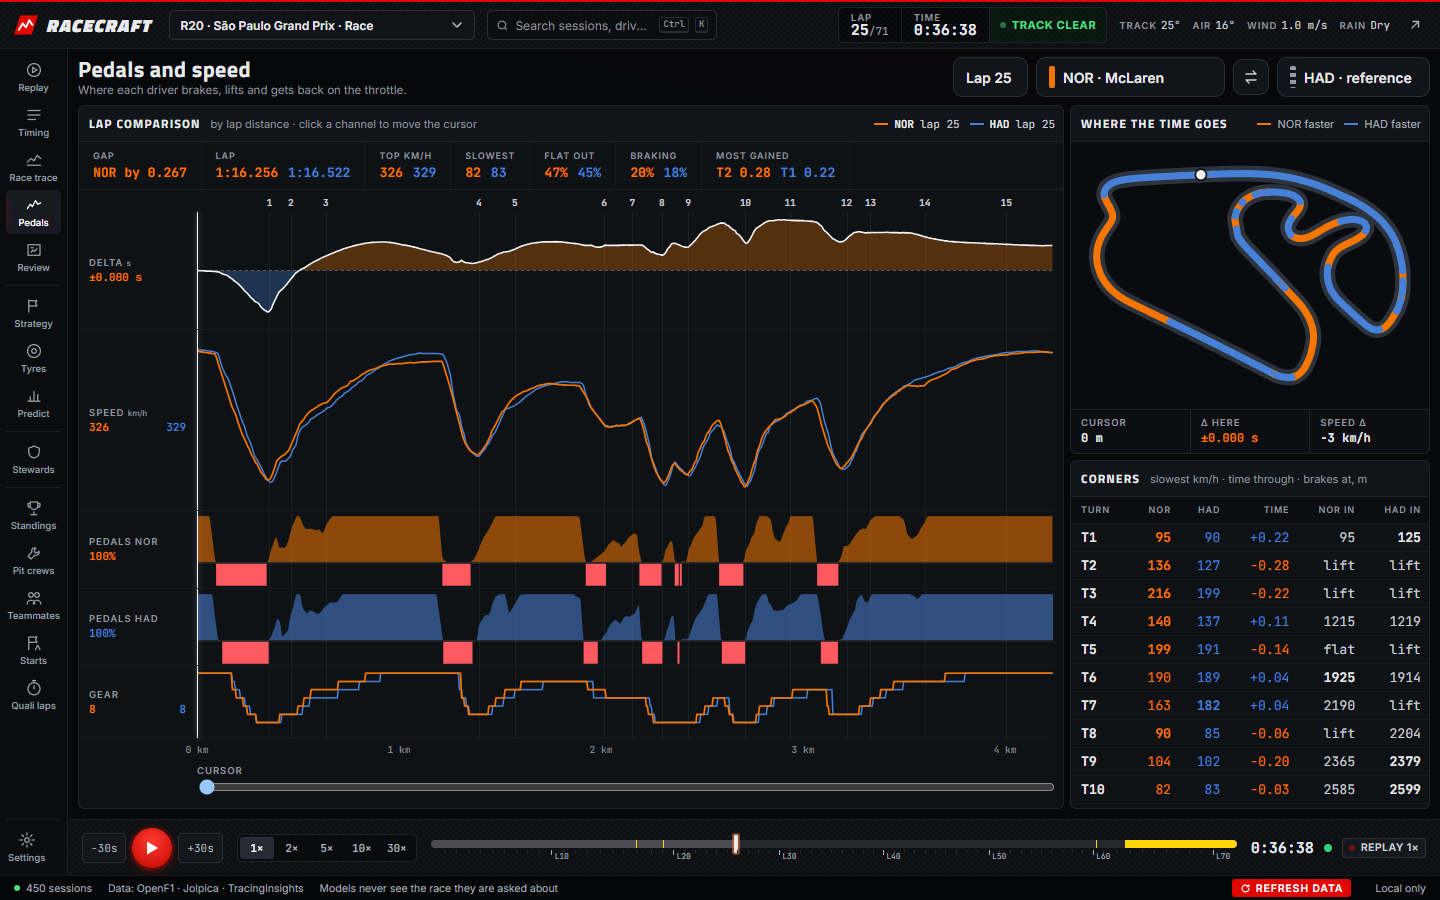 RACECRAFT
R20 · São Paulo Grand Prix · Race
Search sessions, driv... Ctrl K
LAP 25/71
TIME 0:36:38
TRACK CLEAR
TRACK 25° AIR 16° WIND 1.0 m/s RAIN Dry
Replay
Timing
Race trace
Pedals
Review
Strategy
Tyres
Predict
Stewards
Standings
Pit crews
Teammates
Starts
Quali laps
Settings
Pedals and speed
Where each driver brakes, lifts and gets back on the throttle.
Lap 25
NOR · McLaren
HAD · reference
LAP COMPARISON by lap distance · click a channel to move the cursor
NOR lap 25 HAD lap 25
GAP LAP TOP KM/H SLOWEST FLAT OUT BRAKING MOST GAINED
NOR by 0.267 1:16.256 1:16.522 326 329 82 83 47% 45% 20% 18% T2 0.28 T1 0.22
1 2 3 4 5 6 7 8 9 10 11 12 13 14 15
DELTA s
±0.000 s
SPEED km/h
326 329
PEDALS NOR
100%
PEDALS HAD
100%
GEAR
8 8
0 km 1 km 2 km 3 km 4 km
CURSOR
WHERE THE TIME GOES NOR faster HAD faster
CURSOR Δ HERE SPEED Δ
0 m ±0.000 s -3 km/h
CORNERS slowest km/h · time through · brakes at, m
TURN NOR HAD TIME NOR IN HAD IN
T1 95 90 +0.22 95 125
T2 136 127 -0.28 lift lift
T3 216 199 -0.22 lift lift
T4 140 137 +0.11 1215 1219
T5 199 191 -0.14 flat lift
T6 190 189 +0.04 1925 1914
T7 163 182 +0.04 2190 lift
T8 90 85 -0.06 lift 2204
T9 104 102 -0.20 2365 2379
T10 82 83 -0.03 2585 2599
-30s +30s 1× 2× 5× 10× 30×
L10 L20 L30 L40 L50 L60 L70
0:36:38 REPLAY 1×
450 sessions Data: OpenF1 · Jolpica · TracingInsights Models never see the race they are asked about
REFRESH DATA Local only